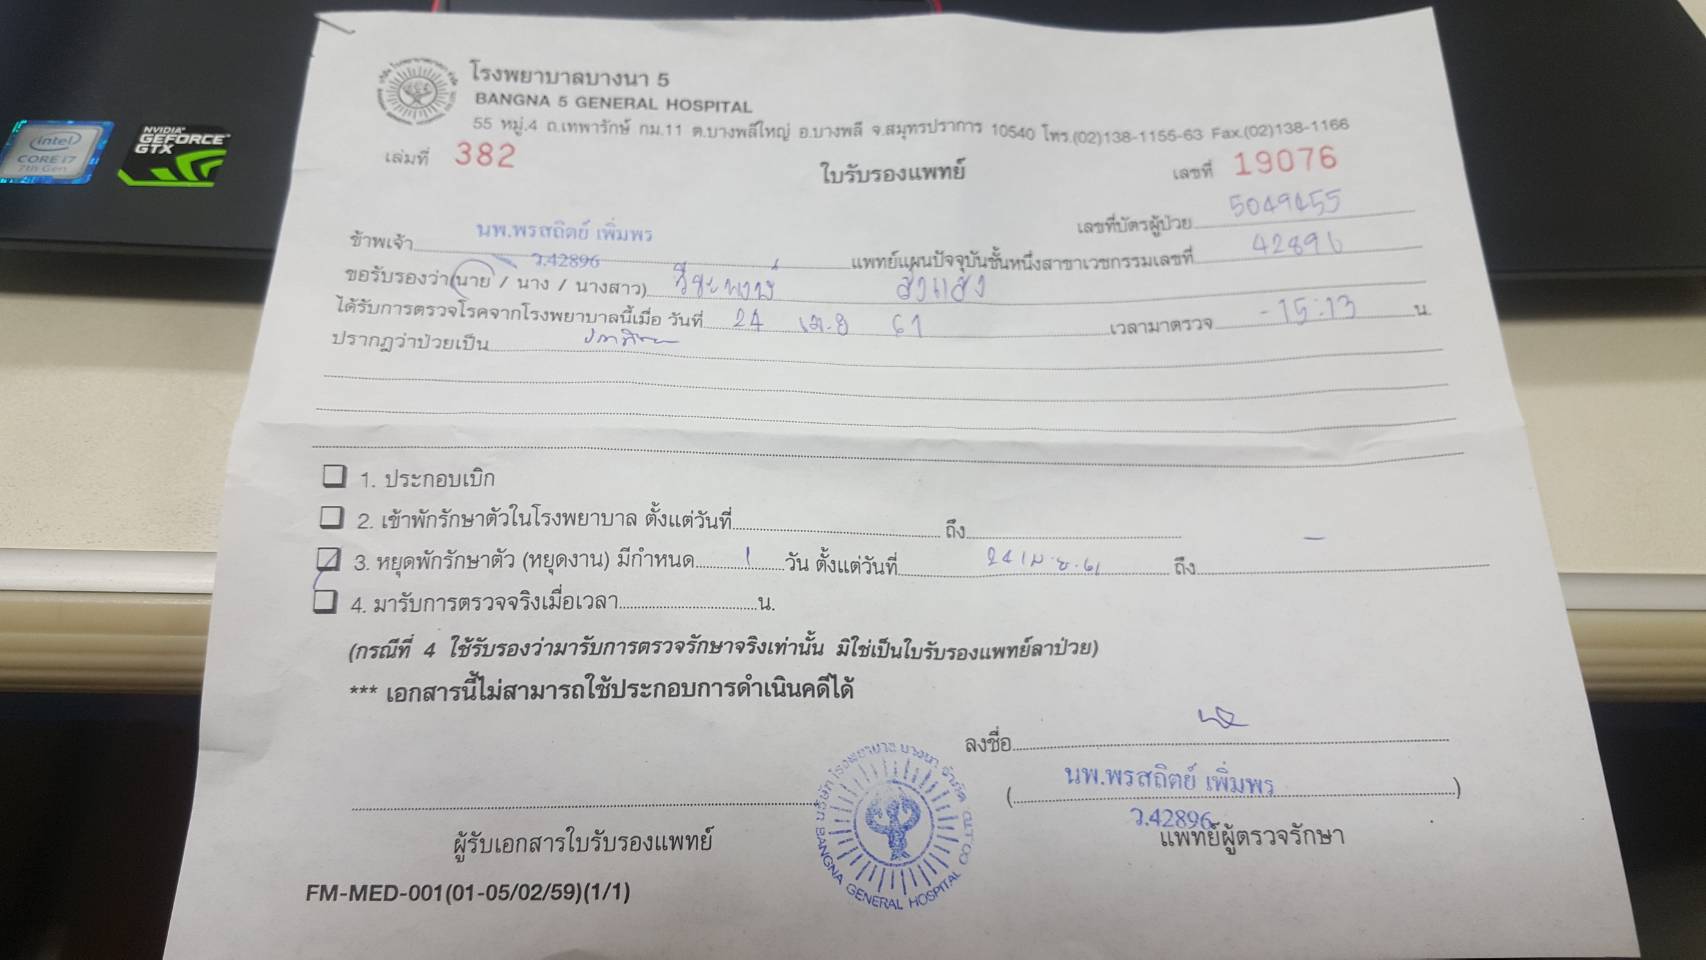 intel
CORE i7
7th Gen
NVIDIA
GEFORCE
GTX
โรงพยาบาลบางนา 5
BANGNA 5 GENERAL HOSPITAL
55 หมู่.4 ถ.เทพารักษ์ กม.11 ต.บางพลีใหญ่ อ.บางพลี จ.สมุทรปราการ 10540 โทร.(02)138-1155-63 Fax.(02)138-1166
เล่มที่ 382 ใบรับรองแพทย์ เลขที่ 19076
เลขที่บัตรผู้ป่วย 5049455
ข้าพเจ้า นพ.พรสถิตย์ เพิ่มพร ว.42896 แพทย์แผนปัจจุบันชั้นหนึ่งสาขาเวชกรรมเลขที่ 42896
ขอรับรองว่า(นาย / นาง / นางสาว)
ได้รับการตรวจโรคจากโรงพยาบาลนี้เมื่อ วันที่ 24 เม.ย 61 เวลามาตรวจ - 15:13 น.
ปรากฏว่าป่วยเป็น
1. ประกอบเบิก
2. เข้าพักรักษาตัวในโรงพยาบาล ตั้งแต่วันที่ ถึง
3. หยุดพักรักษาตัว (หยุดงาน) มีกำหนด 1 วัน ตั้งแต่วันที่ 24 เม.ย.61 ถึง -
4. มารับการตรวจจริงเมื่อเวลา น.
(กรณีที่ 4 ใช้รับรองว่ามารับการตรวจรักษาจริงเท่านั้น มิใช่เป็นใบรับรองแพทย์ลาป่วย)
*** เอกสารนี้ไม่สามารถใช้ประกอบการดำเนินคดีได้
ลงชื่อ
(นพ.พรสถิตย์ เพิ่มพร)
ว.42896
ผู้รับเอกสารใบรับรองแพทย์ แพทย์ผู้ตรวจรักษา
บริษัท โรงพยาบาล บางนา จำกัด
BANGNA GENERAL HOSPITAL CO.,LTD.
FM-MED-001(01-05/02/59)(1/1)